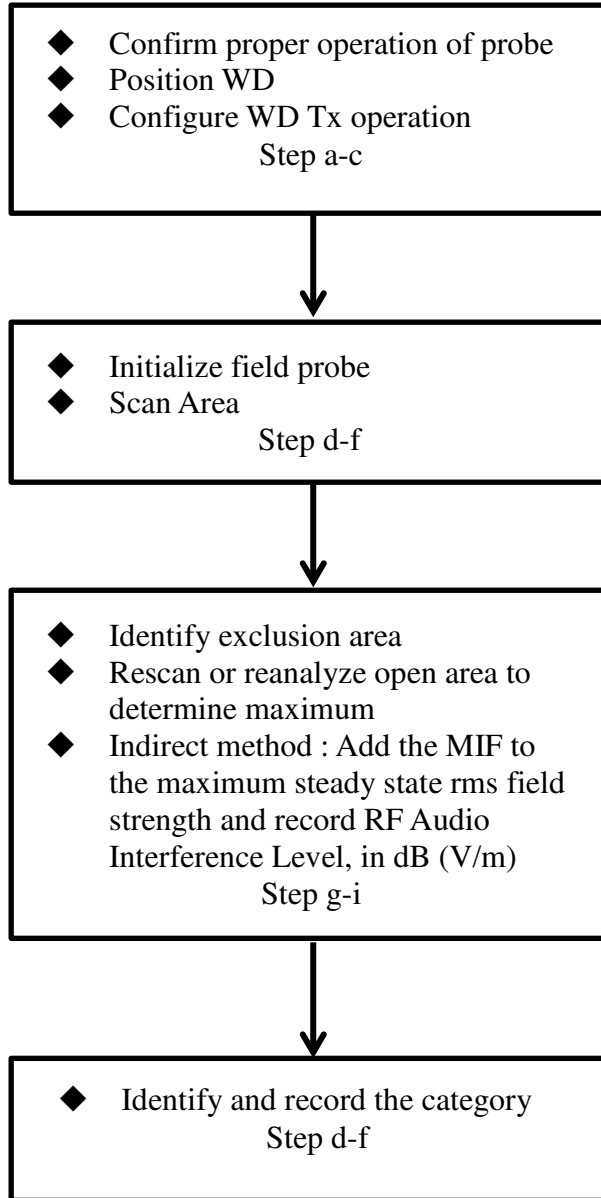 ◆ Confirm proper operation of probe
◆ Position WD
◆ Configure WD Tx operation
Step a-c
◆ Initialize field probe
◆ Scan Area
Step d-f
◆ Identify exclusion area
◆ Rescan or reanalyze open area to
determine maximum
◆ Indirect method : Add the MIF to
the maximum steady state rms field
strength and record RF Audio
Interference Level, in dB (V/m)
Step g-i
◆ Identify and record the category
Step d-f